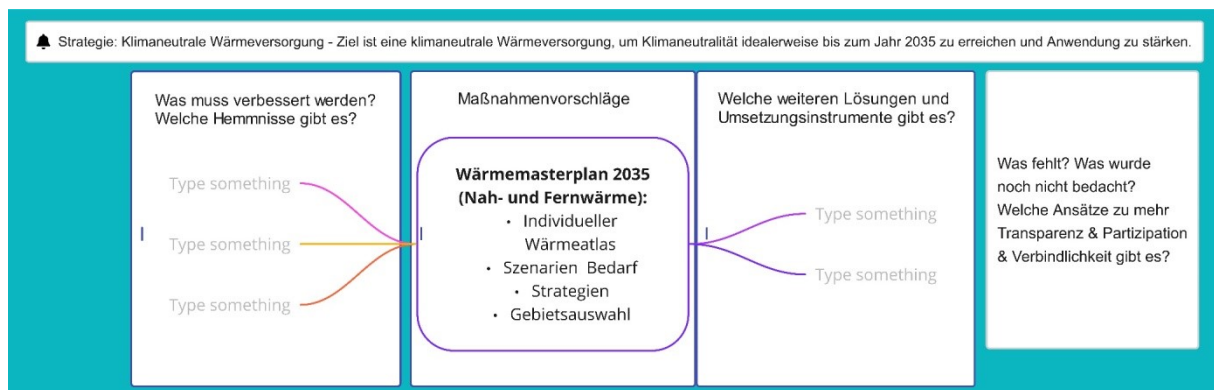 Strategie: Klimaneutrale Wärmeversorgung - Ziel ist eine klimaneutrale Wärmeversorgung, um Klimaneutralität idealerweise bis zum Jahr 2035 zu erreichen und Anwendung zu stärken.
Was muss verbessert werden?
Welche Hemmnisse gibt es?
Type something
Type something
Type something
Maßnahmenvorschläge
Wärmemasterplan 2035
(Nah- und Fernwärme):
• Individueller
Wärmeatlas
• Szenarien Bedarf
• Strategien
• Gebietsauswahl
Welche weiteren Lösungen und
Umsetzungsinstrumente gibt es?
Type something
Type something
Was fehlt? Was wurde
noch nicht bedacht?
Welche Ansätze zu mehr
Transparenz & Partizipation
& Verbindlichkeit gibt es?